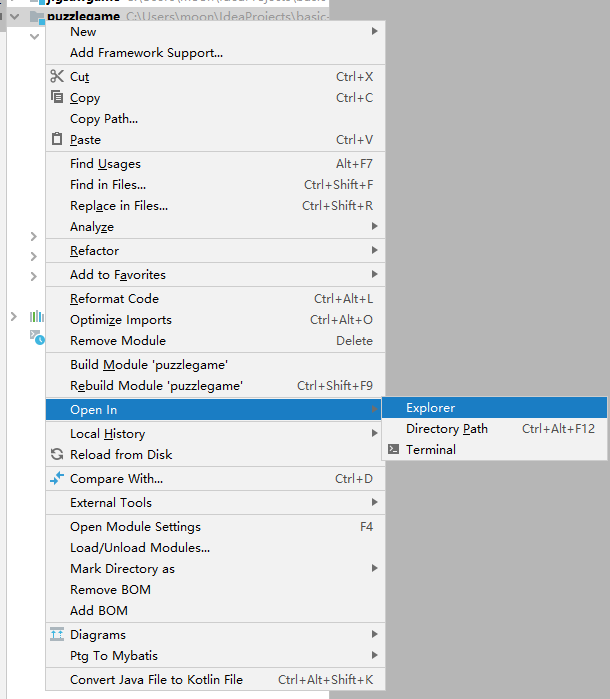 puzzlegame C:\Users\moon\IdeaProjects\basic-
New
Add Framework Support...
Cut Ctrl+X
Copy Ctrl+C
Copy Path...
Paste Ctrl+V
Find Usages Alt+F7
Find in Files... Ctrl+Shift+F
Replace in Files... Ctrl+Shift+R
Analyze
Refactor
Add to Favorites
Reformat Code Ctrl+Alt+L
Optimize Imports Ctrl+Alt+O
Remove Module Delete
Build Module 'puzzlegame'
Rebuild Module 'puzzlegame' Ctrl+Shift+F9
Open In
Explorer
Directory Path Ctrl+Alt+F12
Terminal
Local History
Reload from Disk
Compare With... Ctrl+D
External Tools
Open Module Settings F4
Load/Unload Modules...
Mark Directory as
Remove BOM
Add BOM
Diagrams
Ptg To Mybatis
Convert Java File to Kotlin File Ctrl+Alt+Shift+K